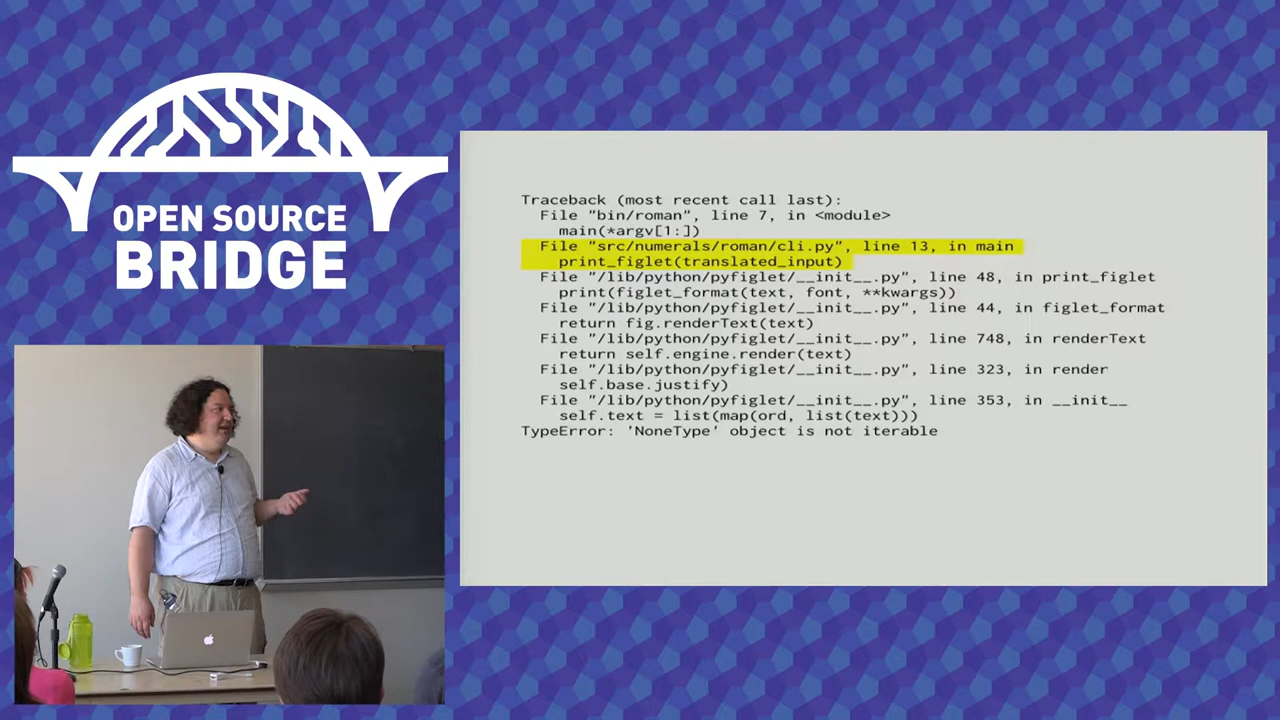 OPEN SOURCE
BRIDGE
Traceback (most recent call last):
File "bin/roman", line 7, in <module>
main(*argv[1:])
File "src/numerals/roman/cli.py", line 13, in main
print_figlet(translated_input)
File "/lib/python/pyfiglet/__init__.py", line 48, in print_figlet
print(figlet_format(text, font, **kwargs))
File "/lib/python/pyfiglet/__init__.py", line 44, in figlet_format
return fig.renderText(text)
File "/lib/python/pyfiglet/__init__.py", line 748, in renderText
return self.engine.render(text)
File "/lib/python/pyfiglet/__init__.py", line 323, in render
self.base.justify)
File "/lib/python/pyfiglet/__init__.py", line 353, in __init__
self.text = list(map(ord, list(text)))
TypeError: 'NoneType' object is not iterable